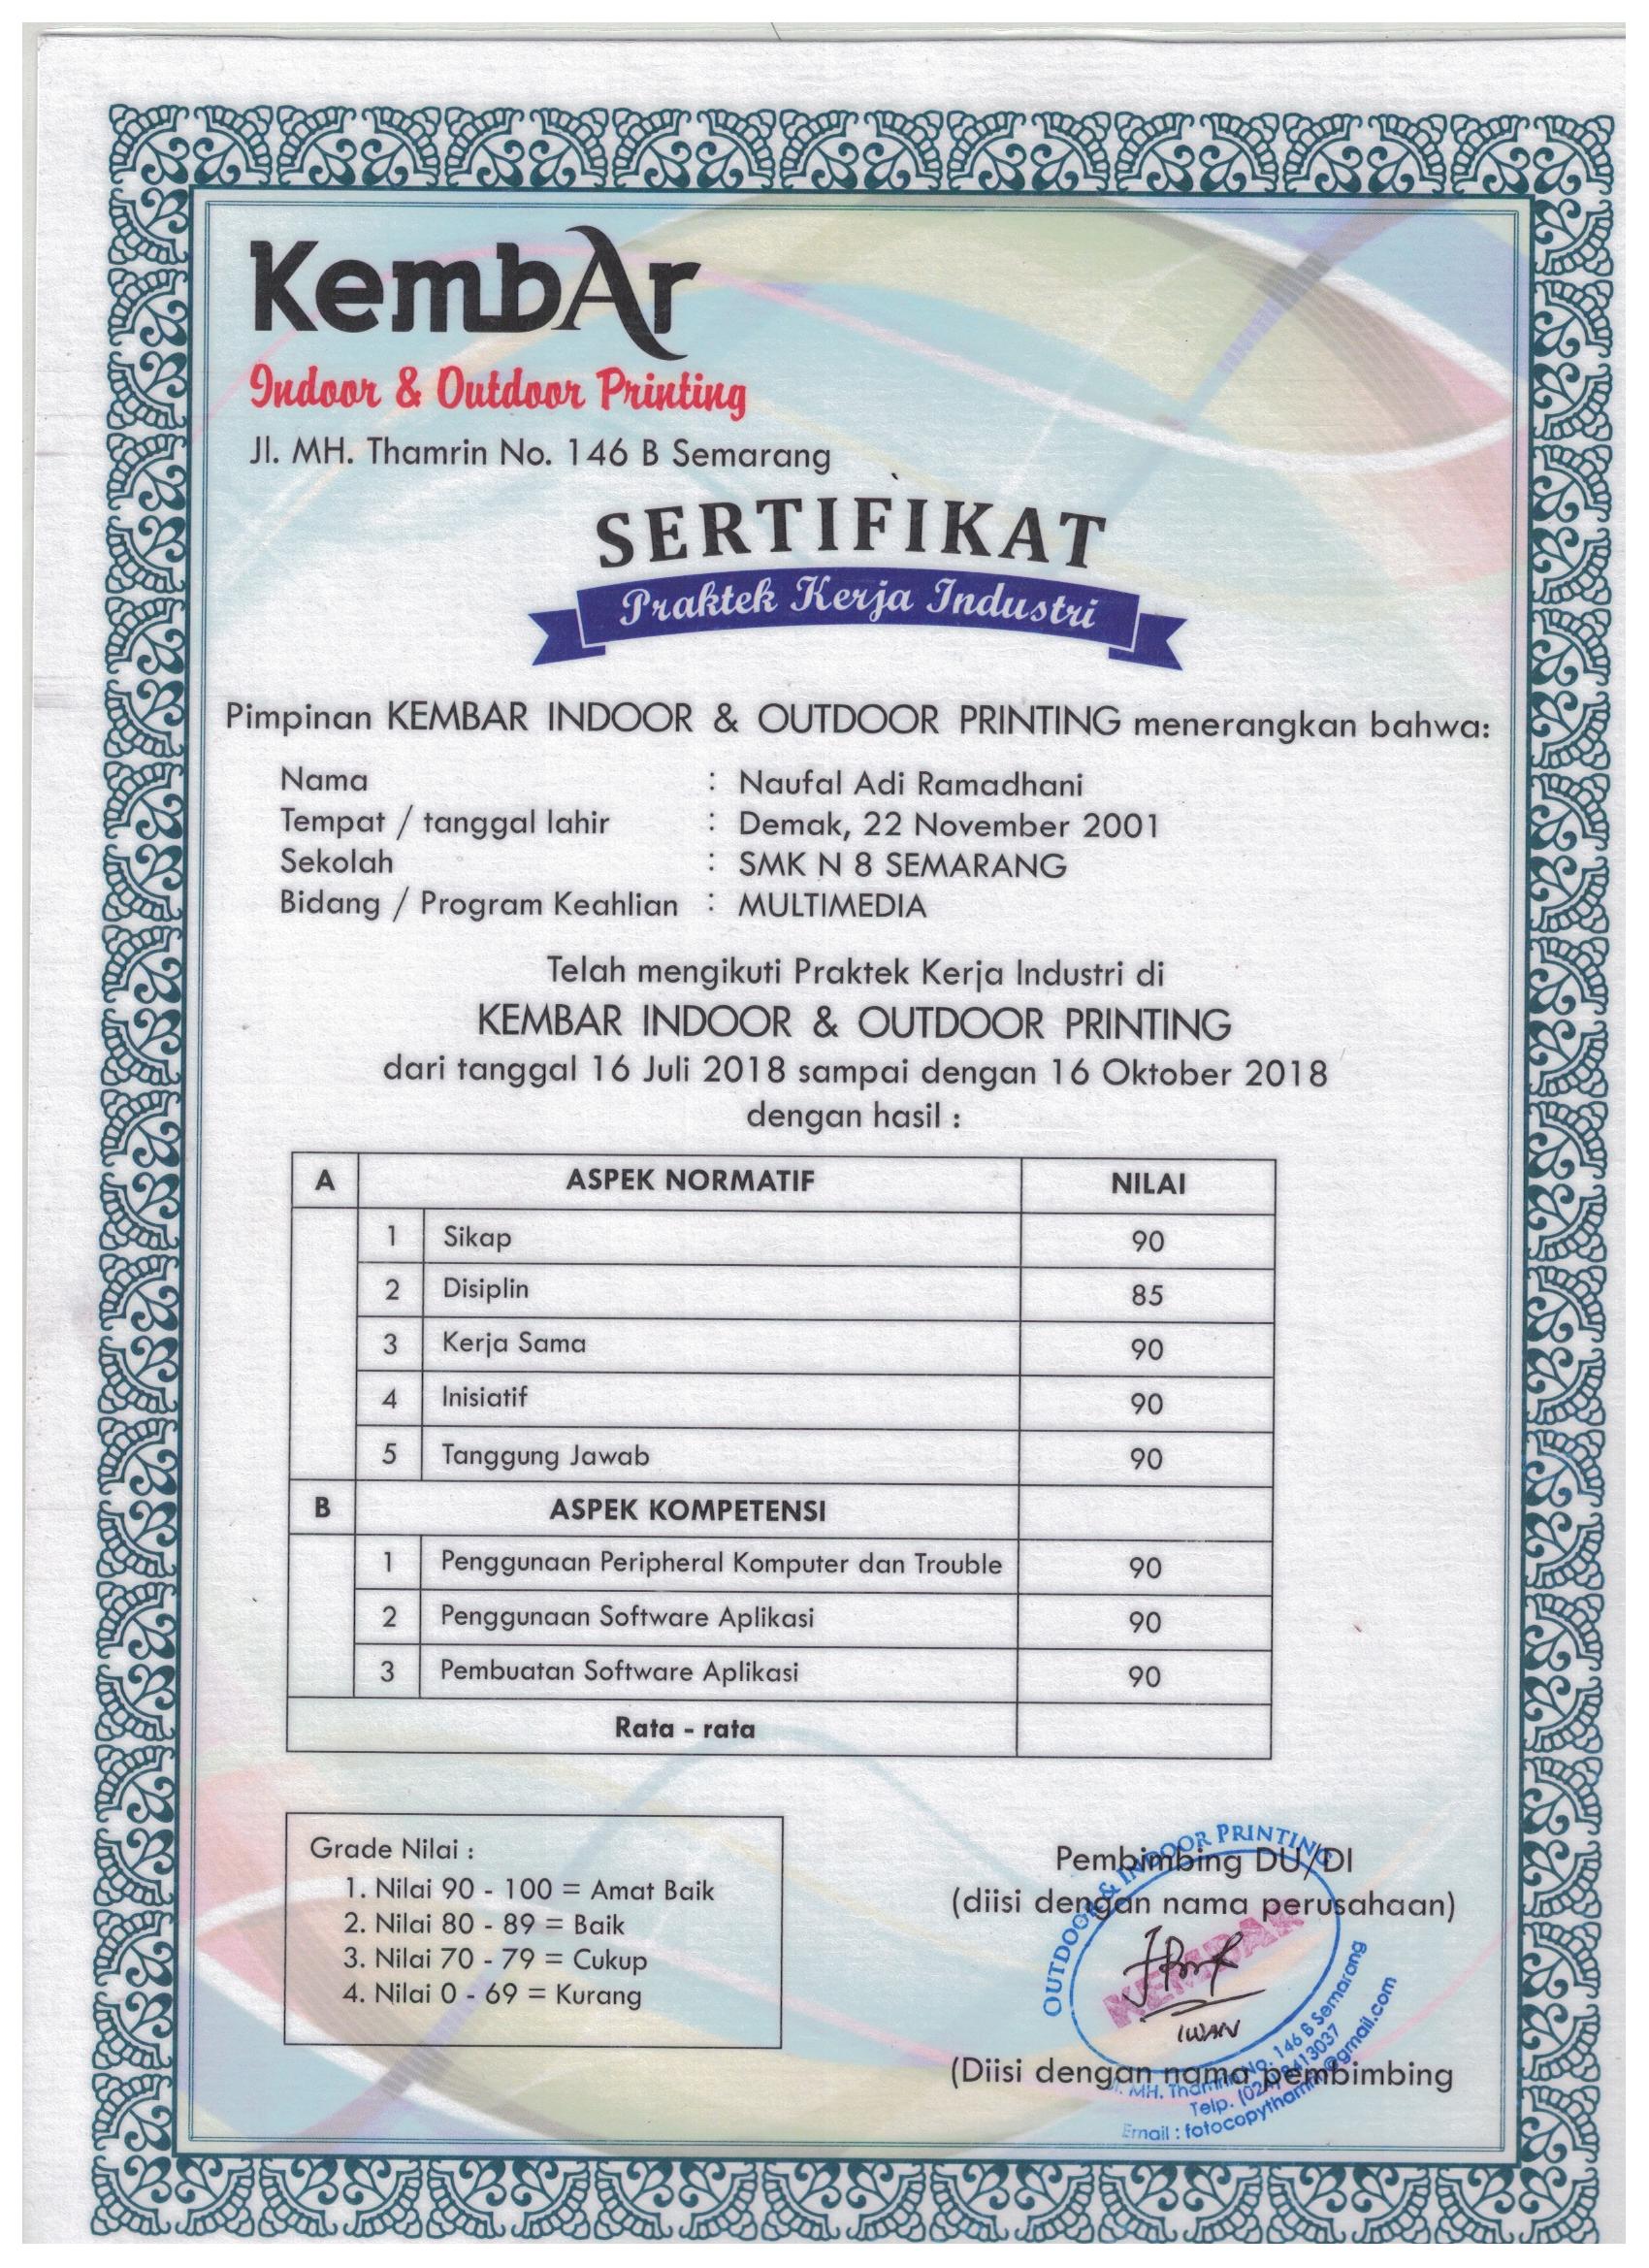 KembAr
Indoor & Outdoor Printing
Jl. MH. Thamrin No. 146 B Semarang
SERTIFIKAT
Praktek Kerja Industri
Pimpinan KEMBAR INDOOR & OUTDOOR PRINTING menerangkan bahwa:
Nama : Naufal Adi Ramadhani
Tempat / tanggal lahir : Demak, 22 November 2001
Sekolah : SMK N 8 SEMARANG
Bidang / Program Keahlian : MULTIMEDIA
Telah mengikuti Praktek Kerja Industri di
KEMBAR INDOOR & OUTDOOR PRINTING
dari tanggal 16 Juli 2018 sampai dengan 16 Oktober 2018
dengan hasil :
A ASPEK NORMATIF NILAI
1 Sikap 90
2 Disiplin 85
3 Kerja Sama 90
4 Inisiatif 90
5 Tanggung Jawab 90
B ASPEK KOMPETENSI
1 Penggunaan Peripheral Komputer dan Trouble 90
2 Penggunaan Software Aplikasi 90
3 Pembuatan Software Aplikasi 90
Rata - rata
Grade Nilai :
1. Nilai 90 - 100 = Amat Baik
2. Nilai 80 - 89 = Baik
3. Nilai 70 - 79 = Cukup
4. Nilai 0 - 69 = Kurang
Pembimbing DU/DI
(diisi dengan nama perusahaan)
OUTDOOR & INDOOR PRINTING
KEMBAR
IWAN
(Diisi dengan nama pembimbing
Jl. MH. Thamrin No. 146 B Semarang
Telp. (024) 8413037
Email : fotocopythamrin@gmail.com